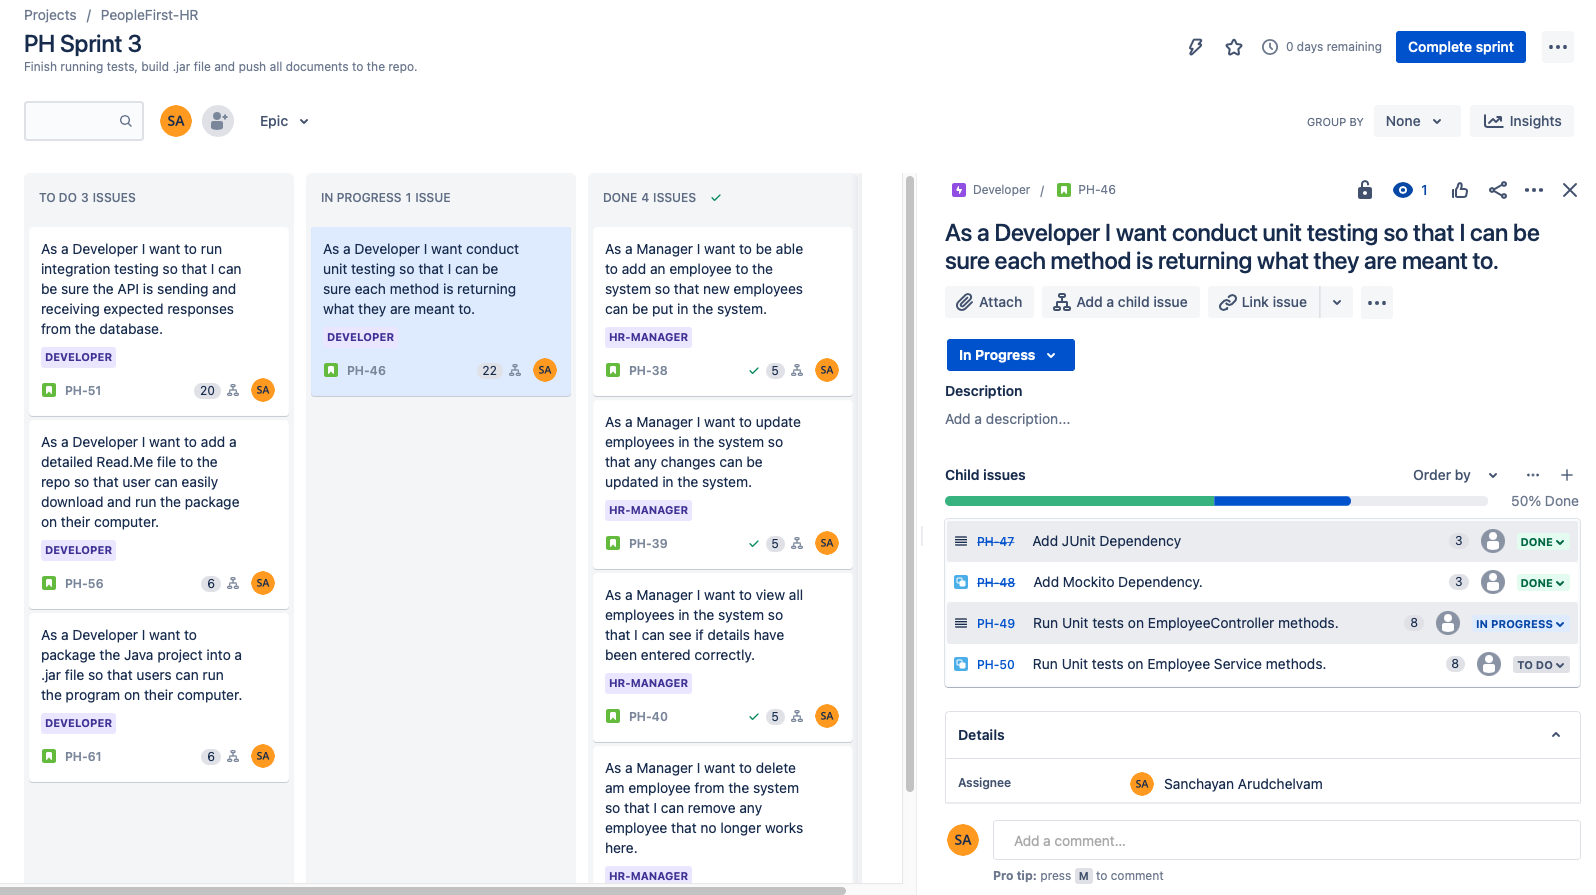 Projects / PeopleFirst-HR
PH Sprint 3
Finish running tests, build .jar file and push all documents to the repo.
0 days remaining
Complete sprint
SA
Epic
GROUP BY
None
Insights
TO DO 3 ISSUES
As a Developer I want to run
integration testing so that I can
be sure the API is sending and
receiving expected responses
from the database.
DEVELOPER
PH-51
20
SA
As a Developer I want to add a
detailed Read.Me file to the
repo so that user can easily
download and run the package
on their computer.
DEVELOPER
PH-56
6
SA
As a Developer I want to
package the Java project into a
.jar file so that users can run
the program on their computer.
DEVELOPER
PH-61
6
SA
IN PROGRESS 1 ISSUE
As a Developer I want conduct
unit testing so that I can be
sure each method is returning
what they are meant to.
DEVELOPER
PH-46
22
SA
DONE 4 ISSUES
As a Manager I want to be able
to add an employee to the
system so that new employees
can be put in the system.
HR-MANAGER
PH-38
5
SA
As a Manager I want to update
employees in the system so
that any changes can be
updated in the system.
HR-MANAGER
PH-39
5
SA
As a Manager I want to view all
employees in the system so
that I can see if details have
been entered correctly.
HR-MANAGER
PH-40
5
SA
As a Manager I want to delete
am employee from the system
so that I can remove any
employee that no longer works
here.
HR-MANAGER
Developer / PH-46
1
As a Developer I want conduct unit testing so that I can be
sure each method is returning what they are meant to.
Attach
Add a child issue
Link issue
In Progress
Description
Add a description...
Child issues
Order by
50% Done
PH-47 Add JUnit Dependency 3 DONE
PH-48 Add Mockito Dependency. 3 DONE
PH-49 Run Unit tests on EmployeeController methods. 8 IN PROGRESS
PH-50 Run Unit tests on Employee Service methods. 8 TO DO
Details
Assignee
SA Sanchayan Arudchelvam
SA
Add a comment...
Pro tip: press M to comment